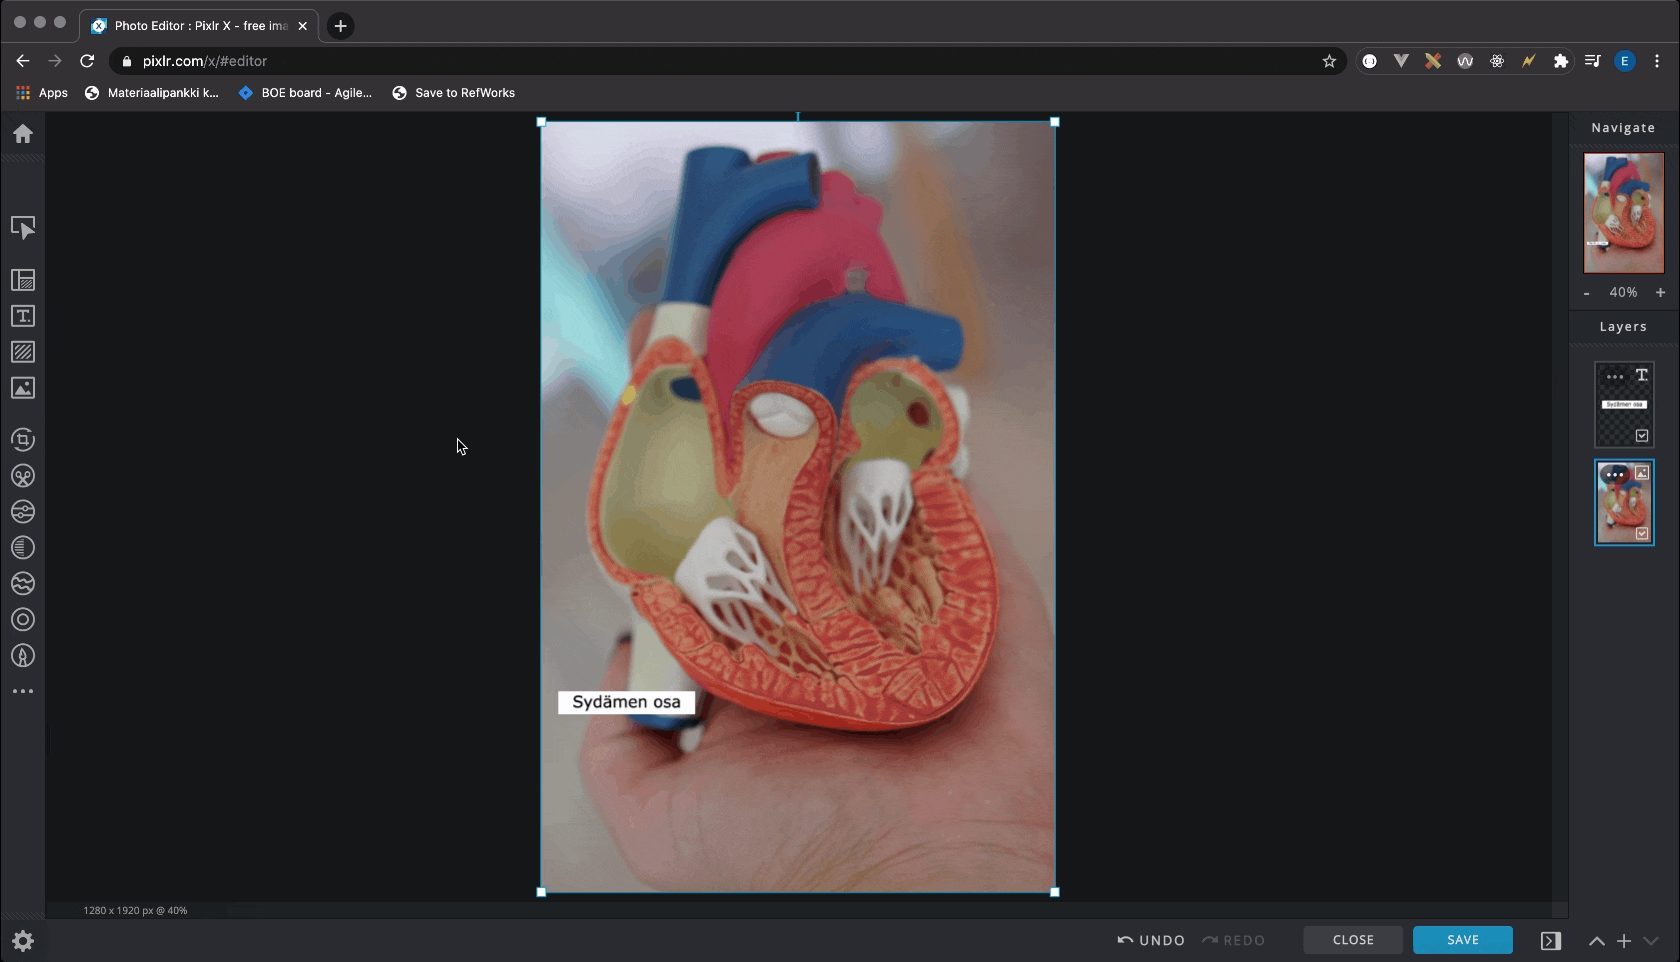 Photo Editor : Pixlr X - free ima
pixlr.com/x/#editor
E
Apps
Materiaalipankki k...
BOE board - Agile...
Save to RefWorks
Navigate
- 40% +
Layers
T.
T.
Sydämen osa
Sydämen osa
1280 x 1920 px @ 40%
UNDO
REDO
CLOSE
SAVE